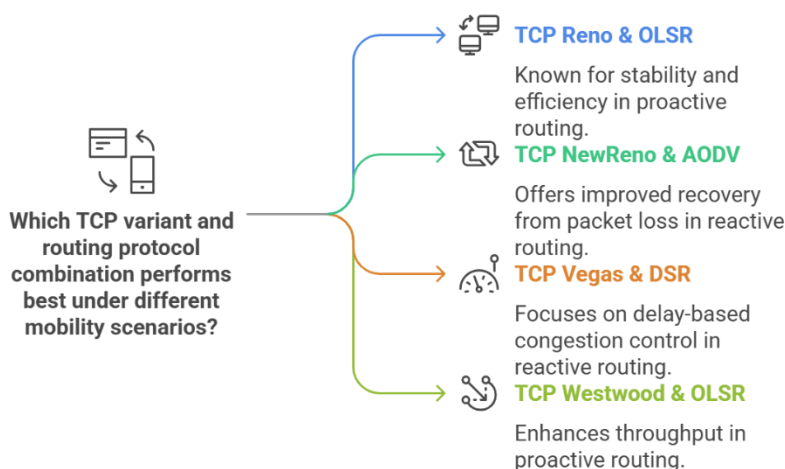 Which TCP variant and
routing protocol
combination performs
best under different
mobility scenarios?
TCP Reno & OLSR
Known for stability and
efficiency in proactive
routing.
TCP NewReno & AODV
Offers improved recovery
from packet loss in reactive
routing.
TCP Vegas & DSR
Focuses on delay-based
congestion control in
reactive routing.
TCP Westwood & OLSR
Enhances throughput in
proactive routing.